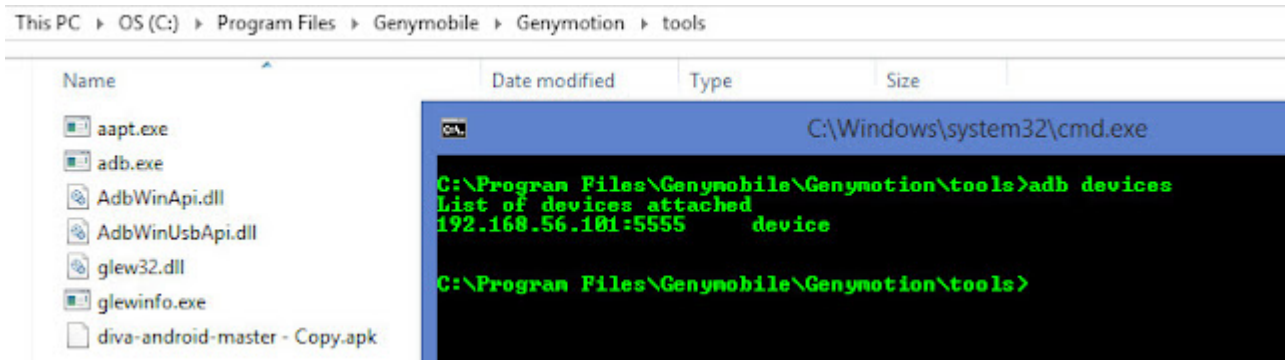 This PC ▸ OS (C:) ▸ Program Files ▸ Genymobile ▸ Genymotion ▸ tools
Name Date modified Type Size
aapt.exe
adb.exe
AdbWinApi.dll
AdbWinUsbApi.dll
glew32.dll
glewinfo.exe
diva-android-master - Copy.apk
C:\Windows\system32\cmd.exe
C:\Program Files\Genymobile\Genymotion\tools>adb devices
List of devices attached
192.168.56.101:5555 device
C:\Program Files\Genymobile\Genymotion\tools>